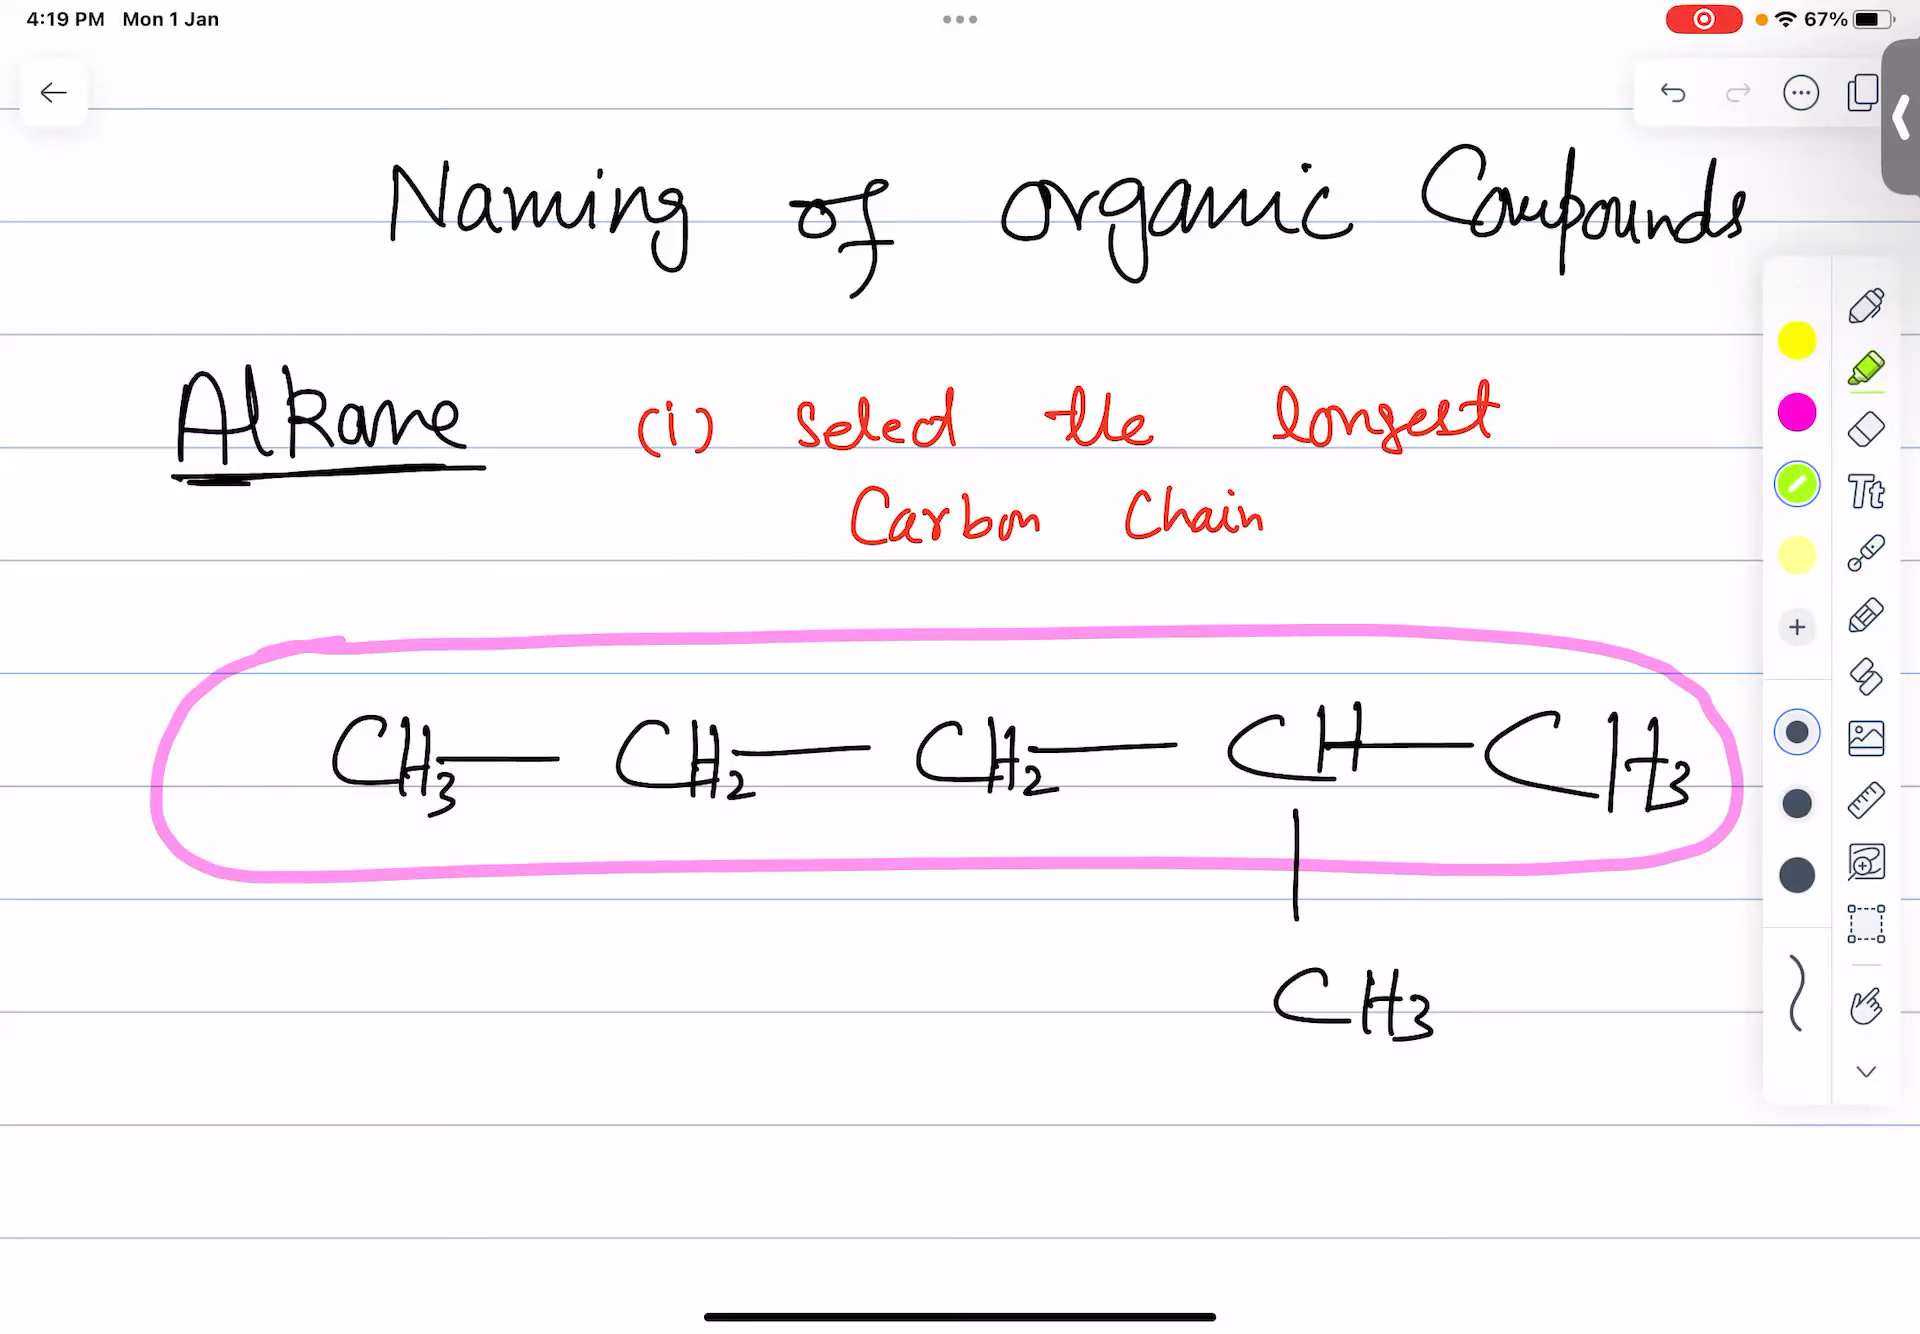 4:19 PM Mon 1 Jan
67%
Naming of organic Compounds
Alkane (i) Select the longest
Carbon Chain
CH3— CH2— CH2— CH—CH3
|
CH3
Tt